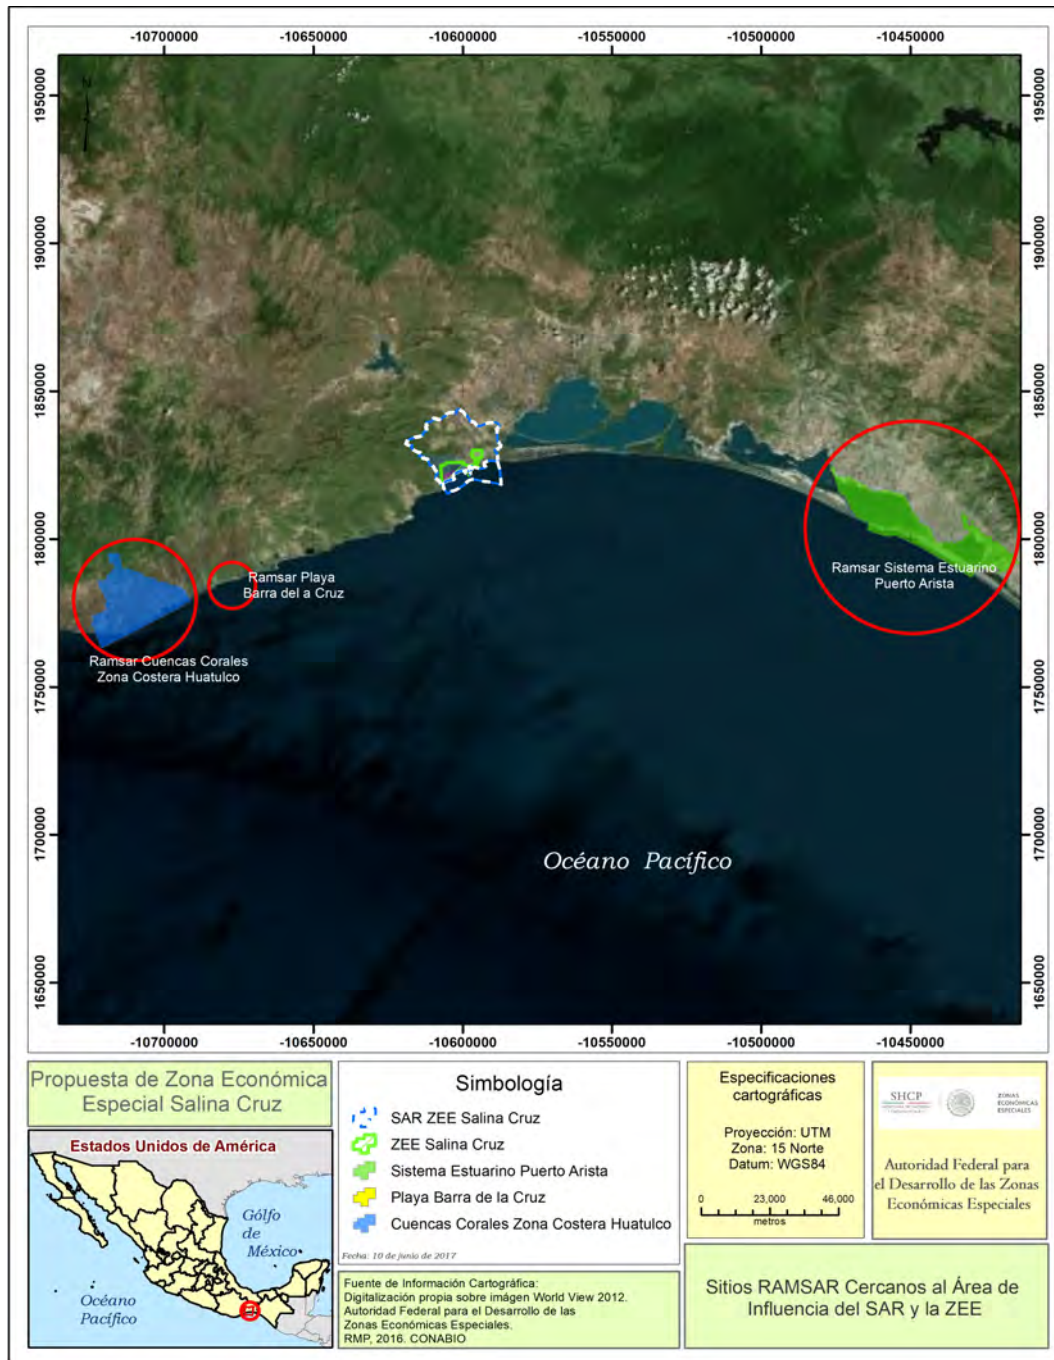 -10700000 -10650000 -10600000 -10550000 -10500000 -10450000
1950000 1950000
1900000 1900000
1850000 1850000
1800000 1800000
1750000 1750000
1700000 1700000
1650000 1650000
N
Ramsar Playa
Barra del a Cruz
Ramsar Cuencas Corales
Zona Costera Huatulco
Ramsar Sistema Estuarino
Puerto Arista
Océano Pacífico
-10700000 -10650000 -10600000 -10550000 -10500000 -10450000
Propuesta de Zona Económica
Especial Salina Cruz
Estados Unidos de América
Gólfo
de
México
Océano
Pacífico
Simbología
SAR ZEE Salina Cruz
ZEE Salina Cruz
Sistema Estuarino Puerto Arista
Playa Barra de la Cruz
Cuencas Corales Zona Costera Huatulco
Fecha: 10 de junio de 2017
Fuente de Información Cartográfica:
Digitalización propia sobre imágen World View 2012.
Autoridad Federal para el Desarrollo de las
Zonas Económicas Especiales.
RMP, 2016. CONABIO
Especificaciones
cartográficas
Proyección: UTM
Zona: 15 Norte
Datum: WGS84
0 23,000 46,000
metros
SHCP
ZONAS
ECONÓMICAS
ESPECIALES
Autoridad Federal para
el Desarrollo de las Zonas
Económicas Especiales
Sitios RAMSAR Cercanos al Área de
Influencia del SAR y la ZEE